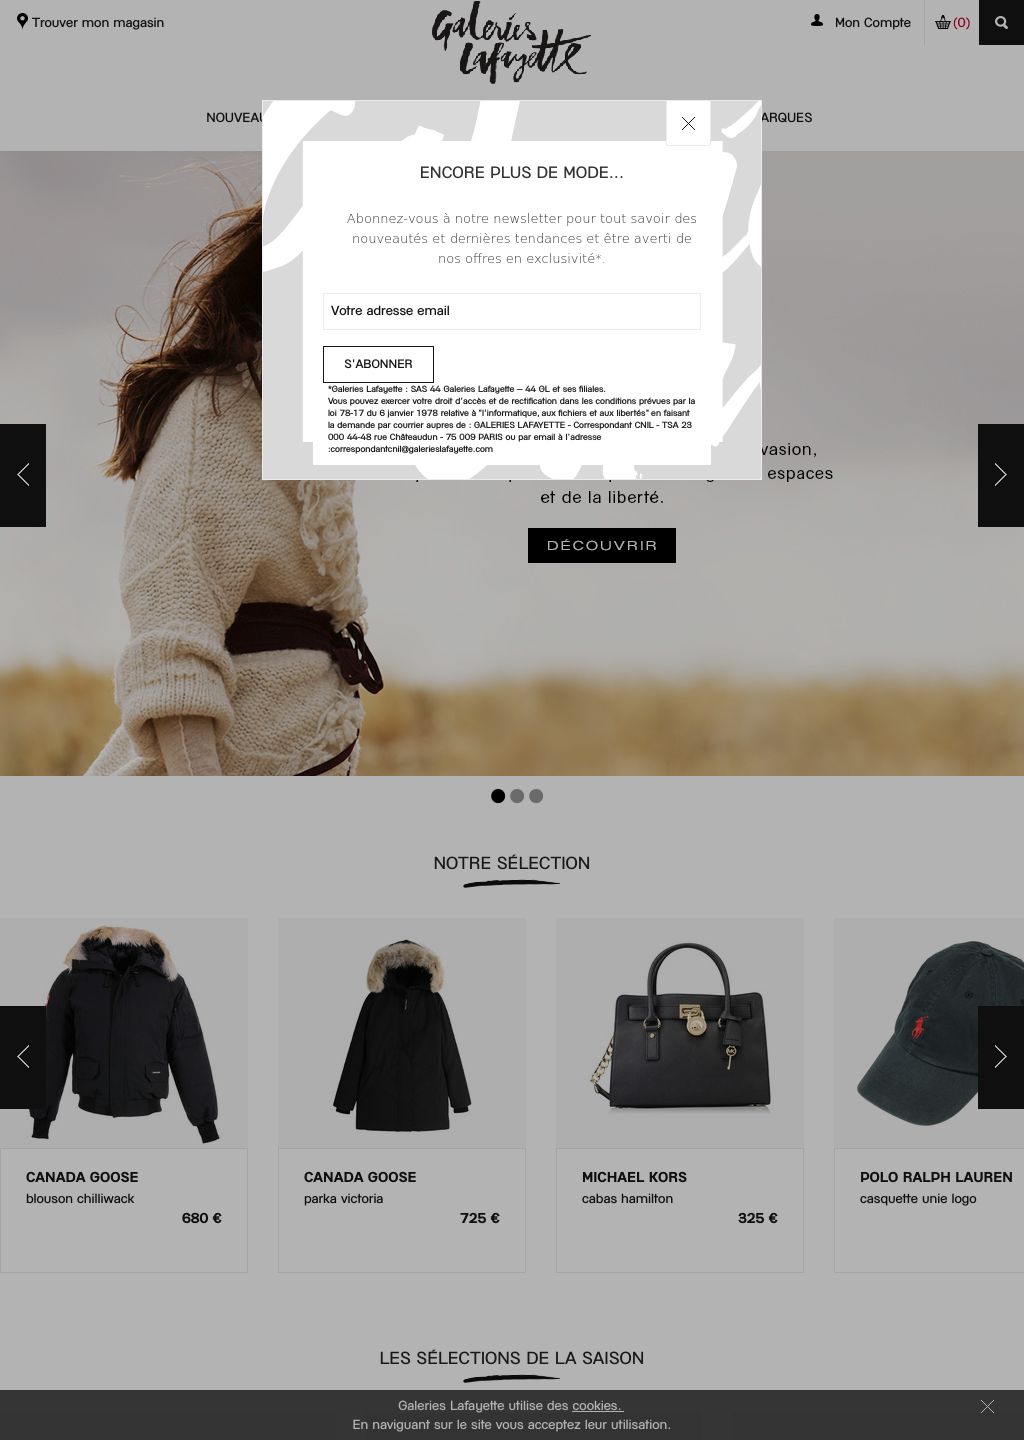 Trouver mon magasin
Galeries Lafayette
Mon Compte
(0)
ARQUES
ENCORE PLUS DE MODE...
Abonnez-vous à notre newsletter pour tout savoir des
nouveautés et dernières tendances et être averti de
nos offres en exclusivité*.
Votre adresse email
S'ABONNER
*Galeries Lafayette : SAS 44 Galeries Lafayette – 44 GL et ses filiales.
Vous pouvez exercer votre droit d'accès et de rectification dans les conditions prévues par la
loi 78-17 du 6 janvier 1978 relative à "l'informatique, aux fichiers et aux libertés" en faisant
la demande par courrier aupres de : GALERIES LAFAYETTE - Correspondant CNIL - TSA 23
000 44-48 rue Châteaudun - 75 009 PARIS ou par email à l'adresse
:correspondantcnil@galerieslafayette.com
espaces
et de la liberté.
DÉCOUVRIR
NOTRE SÉLECTION
CANADA GOOSE
blouson chilliwack
680 €
CANADA GOOSE
parka victoria
725 €
MICHAEL KORS
cabas hamilton
325 €
POLO RALPH LAUREN
casquette unie logo
LES SÉLECTIONS DE LA SAISON
Galeries Lafayette utilise des cookies.
En naviguant sur le site vous acceptez leur utilisation.